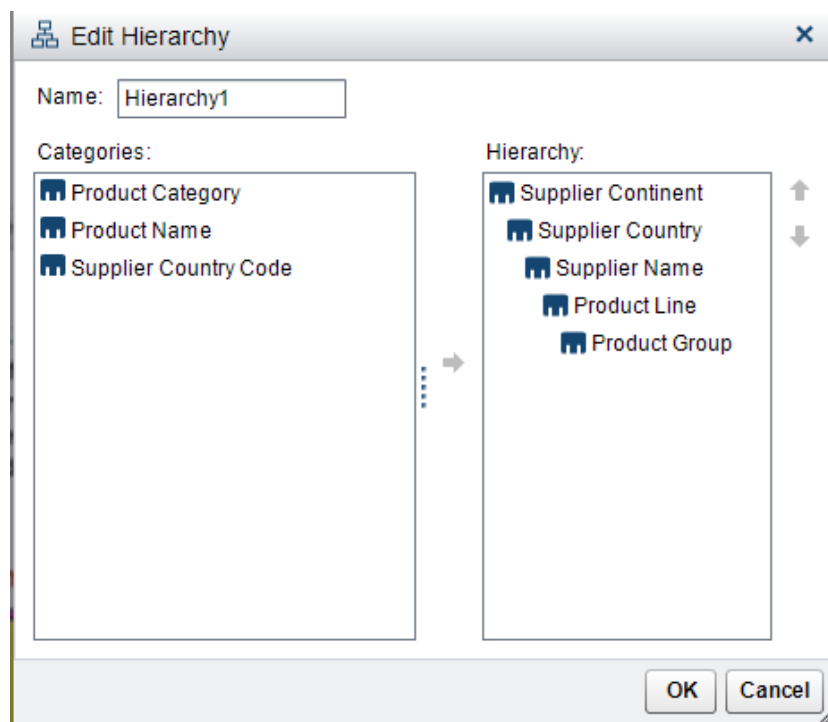 Edit Hierarchy
Name: Hierarchy1
Categories:
Product Category
Product Name
Supplier Country Code
Hierarchy:
Supplier Continent
Supplier Country
Supplier Name
Product Line
Product Group
OK Cancel